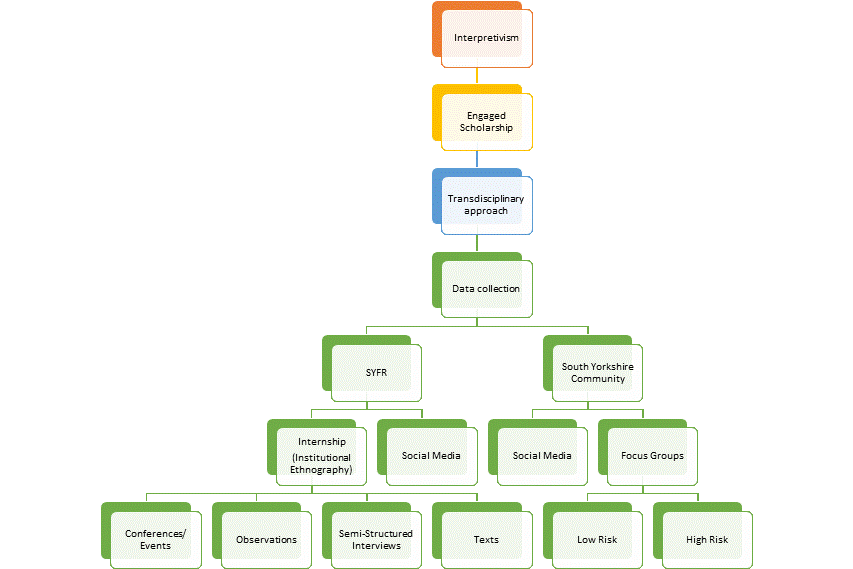 Interpretivism
Engaged
Scholarship
Transdisciplinary
approach
Data collection
SYFR
South Yorkshire
Community
Internship
(Institutional
Ethnography)
Social Media
Social Media
Focus Groups
Conferences/
Events
Observations
Semi-Structured
Interviews
Texts
Low Risk
High Risk